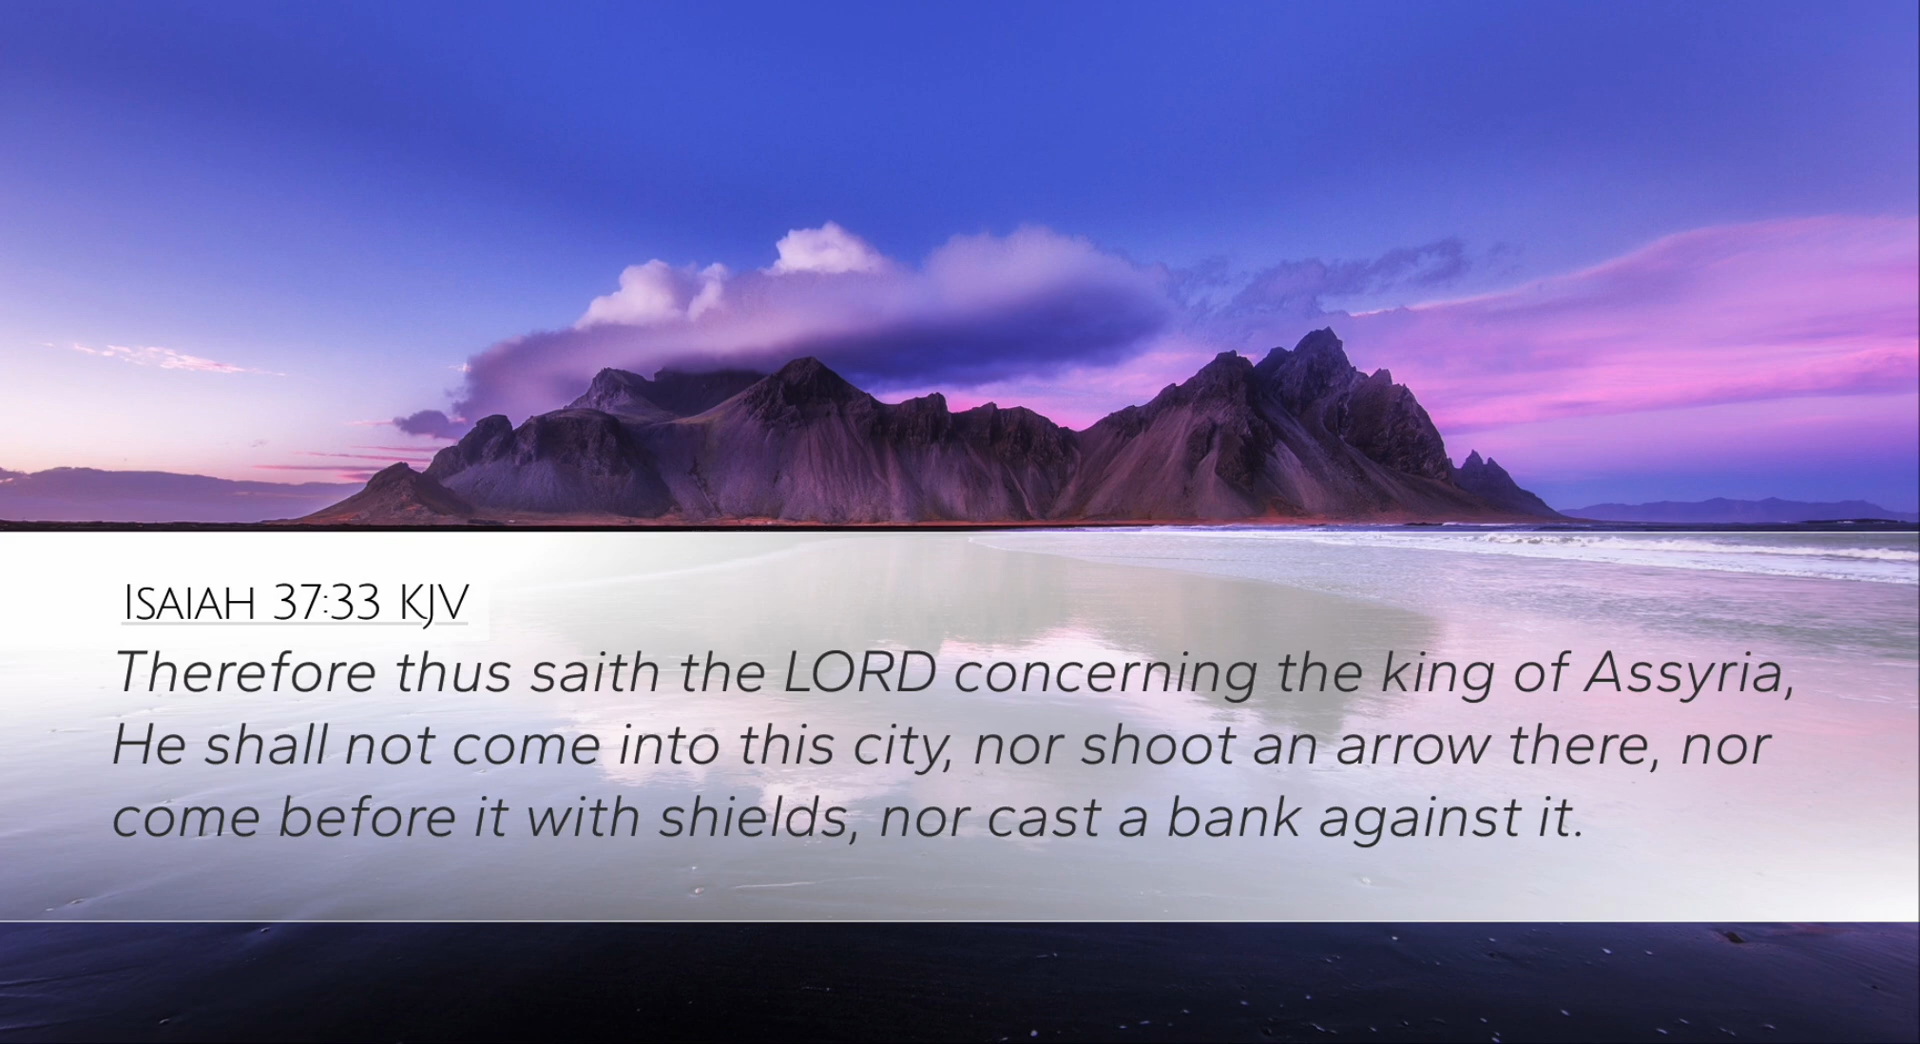 Isaiah 37:33 KJV
Therefore thus saith the LORD concerning the king of Assyria,
He shall not come into this city, nor shoot an arrow there, nor
come before it with shields, nor cast a bank against it.